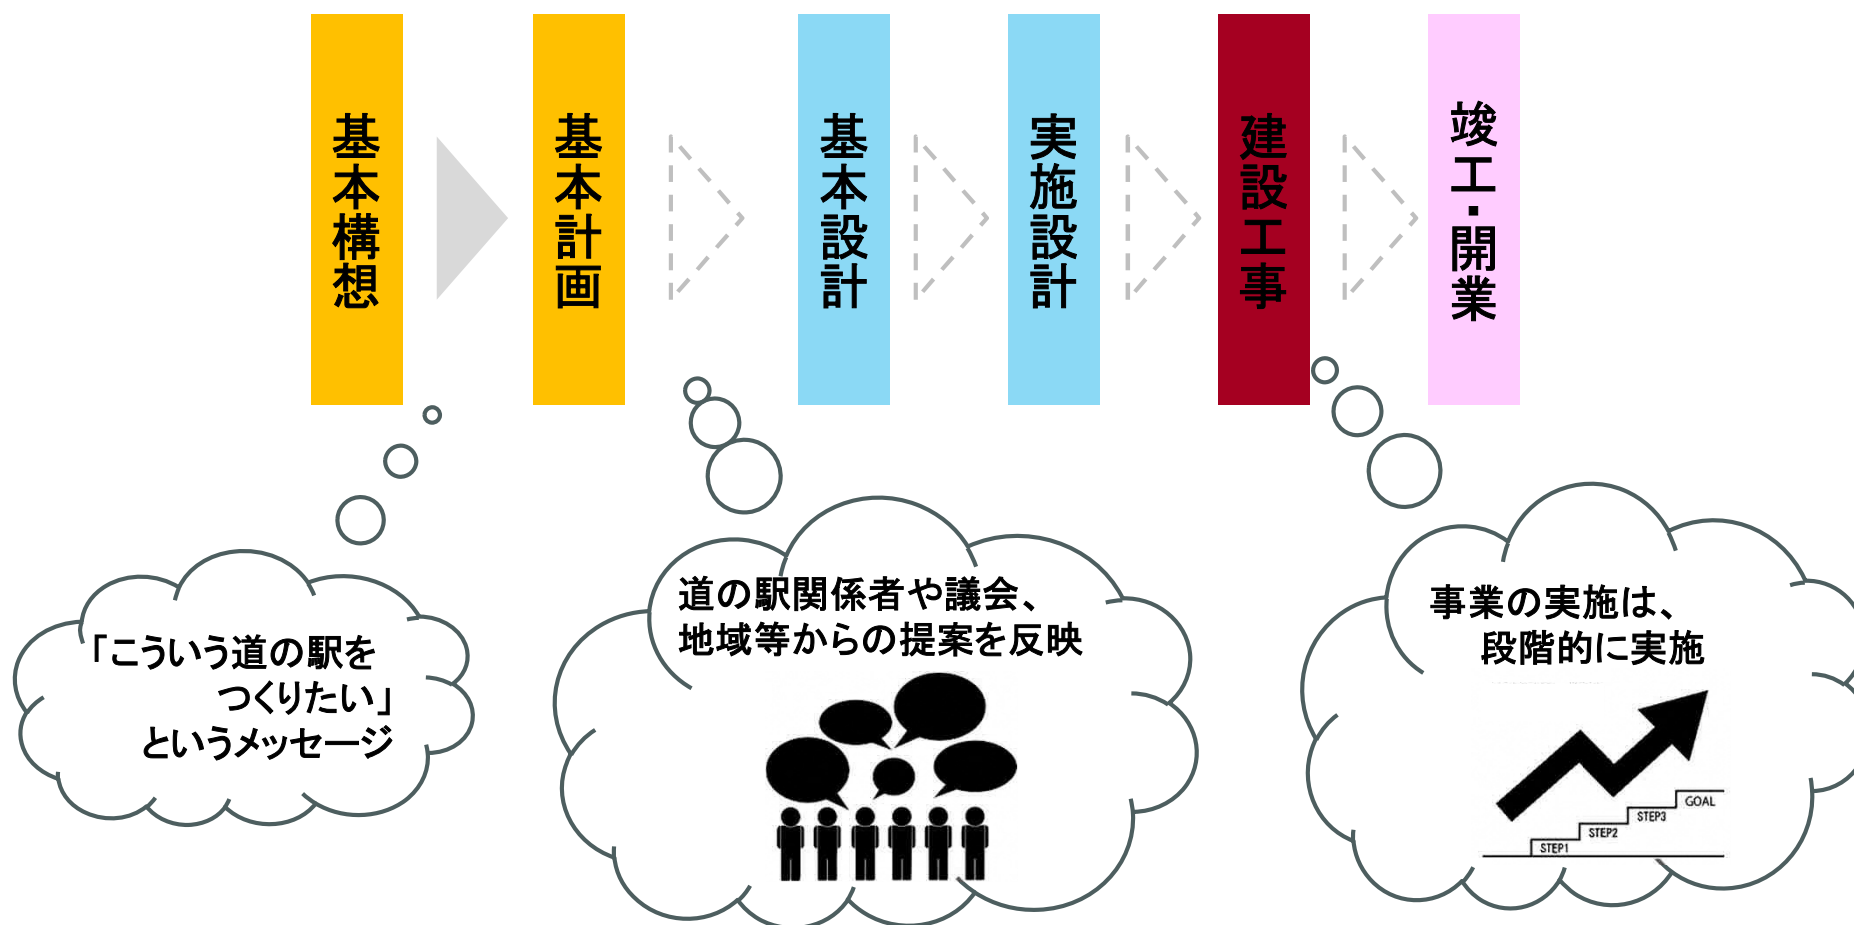 基本構想
基本計画
基本設計
実施設計
建設工事
竣工・開業
「こういう道の駅を
つくりたい」
というメッセージ
道の駅関係者や議会、
地域等からの提案を反映
事業の実施は、
段階的に実施
STEP1
STEP2
STEP3
GOAL